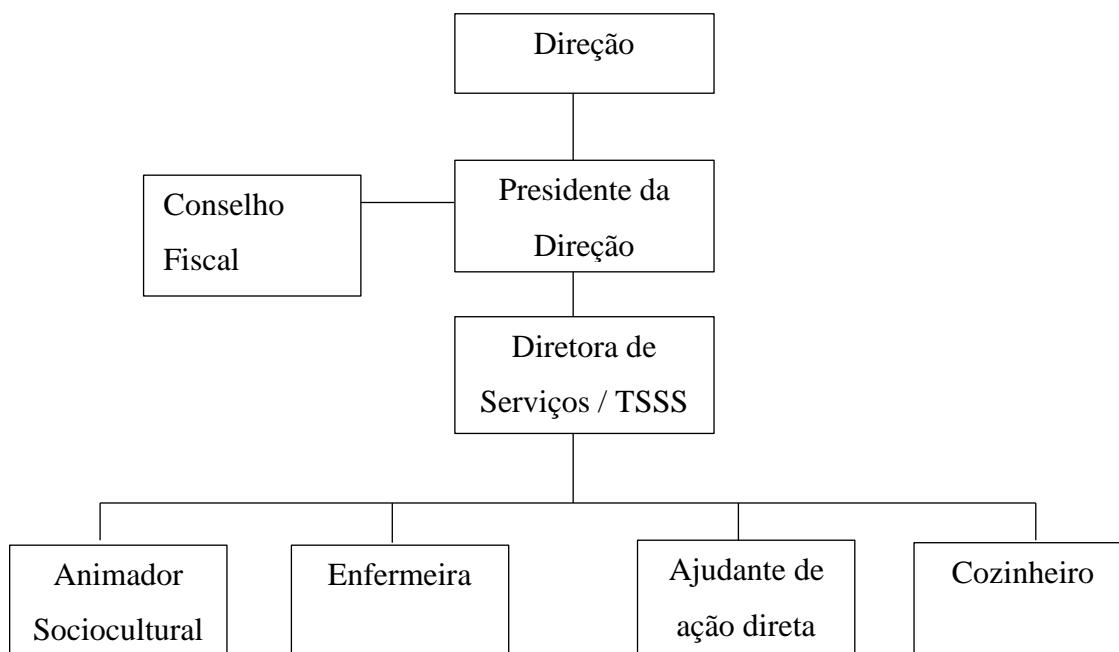 Direção
Conselho
Fiscal
Presidente da
Direção
Diretora de
Serviços / TSSS
Animador
Sociocultural
Enfermeira
Ajudante de
ação direta
Cozinheiro